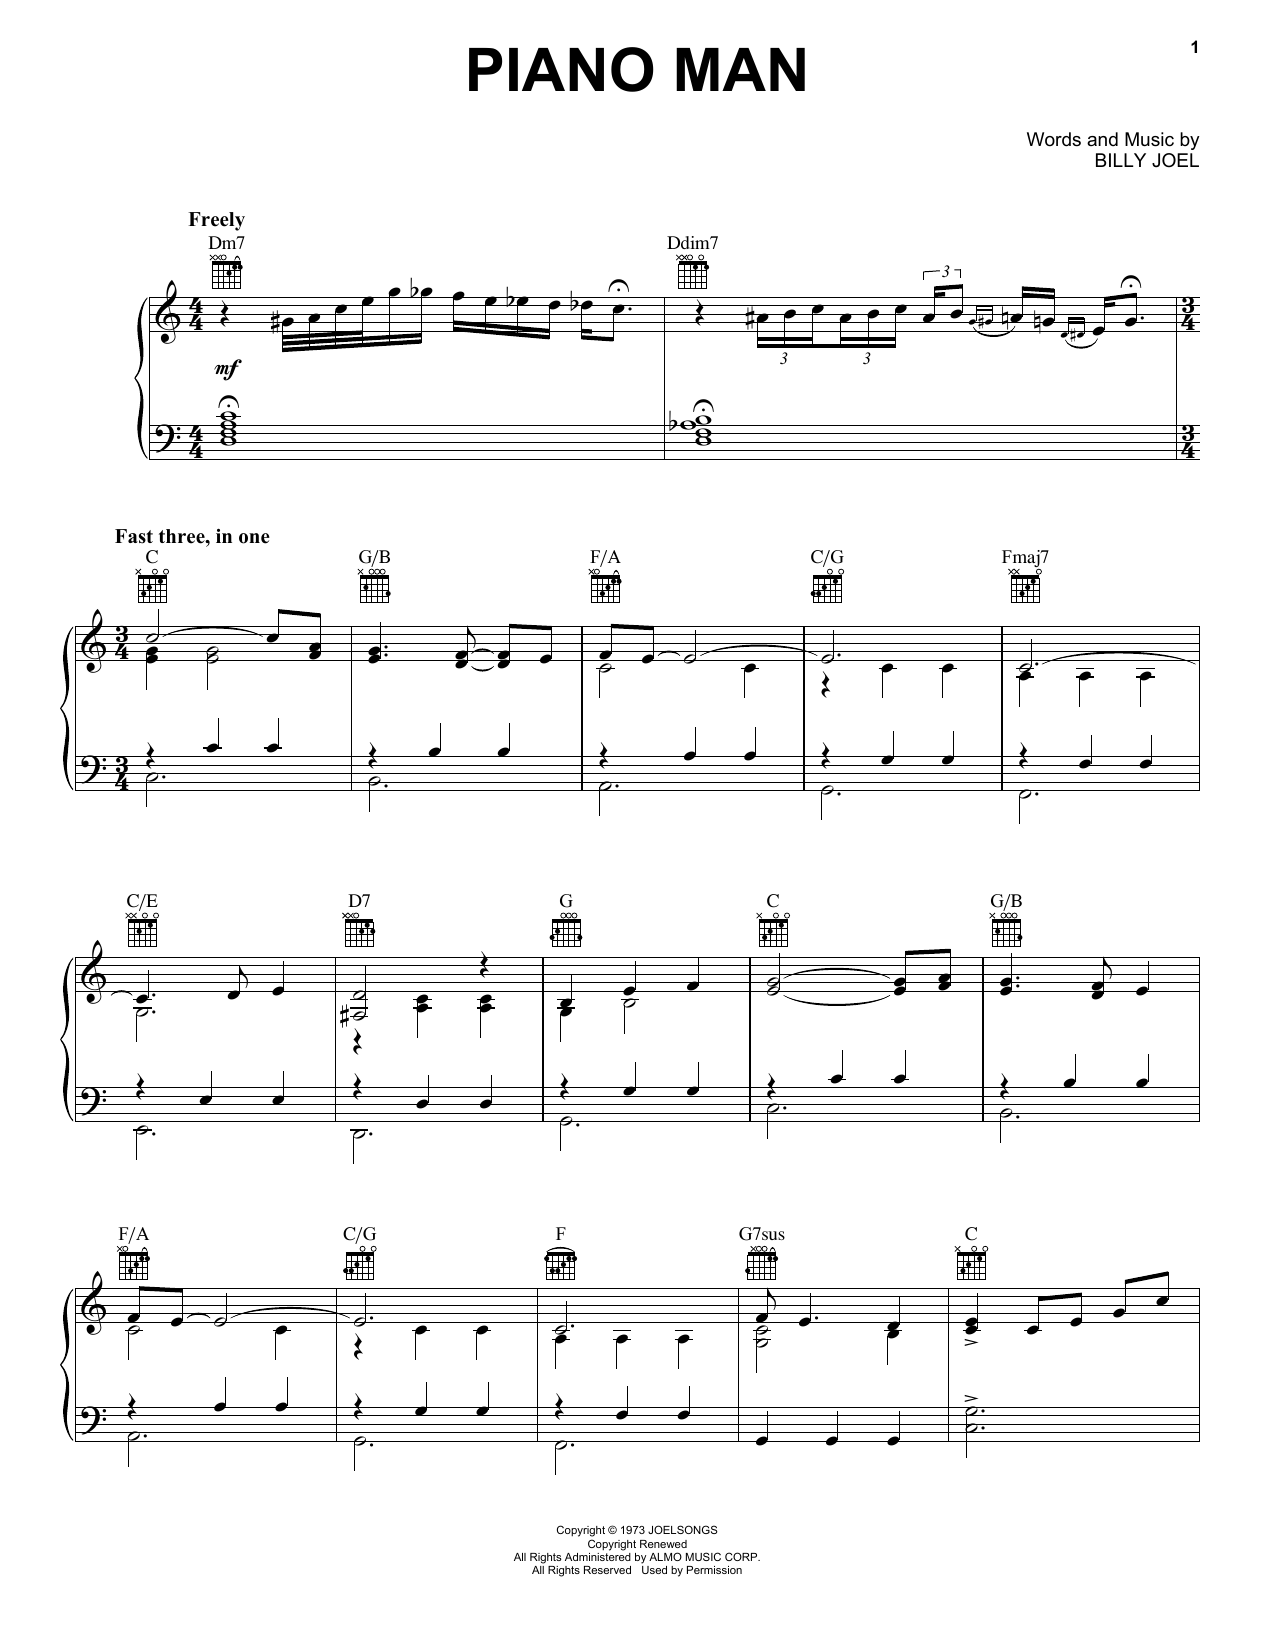 1
PIANO MAN
Words and Music by
BILLY JOEL
Freely
Dm7 Ddim7
3
mf
3 3
Fast three, in one
C G/B F/A C/G Fmaj7
C/E D7 G C G/B
F/A C/G F G7sus C
Copyright © 1973 JOELSONGS
Copyright Renewed
All Rights Administered by ALMO MUSIC CORP.
All Rights Reserved Used by Permission